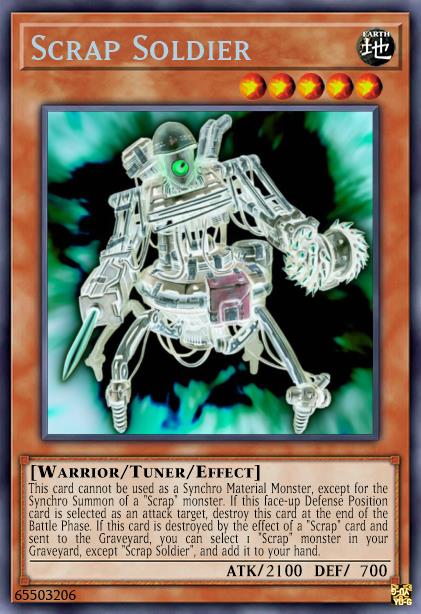 Scrap Soldier
EARTH
地
[Warrior/Tuner/Effect]
This card cannot be used as a Synchro Material Monster, except for the
Synchro Summon of a "Scrap" monster. If this face-up Defense Position
card is selected as an attack target, destroy this card at the end of the
Battle Phase. If this card is destroyed by the effect of a "Scrap" card and
sent to the Graveyard, you can select 1 "Scrap" monster in your
Graveyard, except "Scrap Soldier", and add it to your hand.
ATK/2100 DEF/ 700
65503206